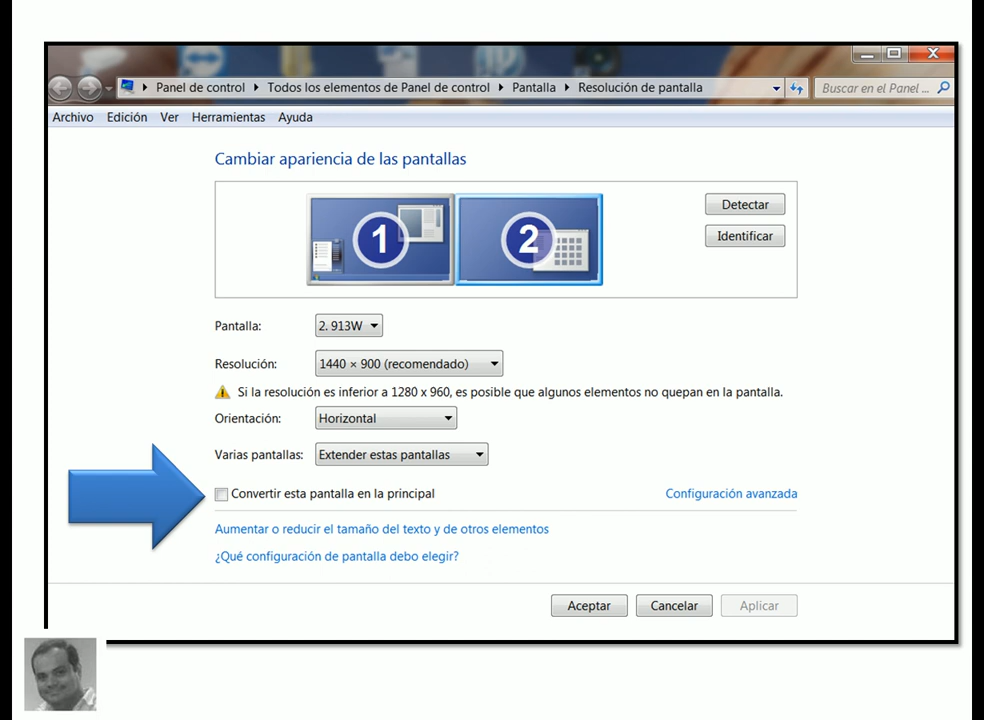 Panel de control Todos los elementos de Panel de control Pantalla Resolución de pantalla Buscar en el Panel ...
Archivo Edición Ver Herramientas Ayuda
Cambiar apariencia de las pantallas
1 2
Detectar
Identificar
Pantalla: 2. 913W
Resolución: 1440 × 900 (recomendado)
Si la resolución es inferior a 1280 x 960, es posible que algunos elementos no quepan en la pantalla.
Orientación: Horizontal
Varias pantallas: Extender estas pantallas
Convertir esta pantalla en la principal Configuración avanzada
Aumentar o reducir el tamaño del texto y de otros elementos
¿Qué configuración de pantalla debo elegir?
Aceptar Cancelar Aplicar